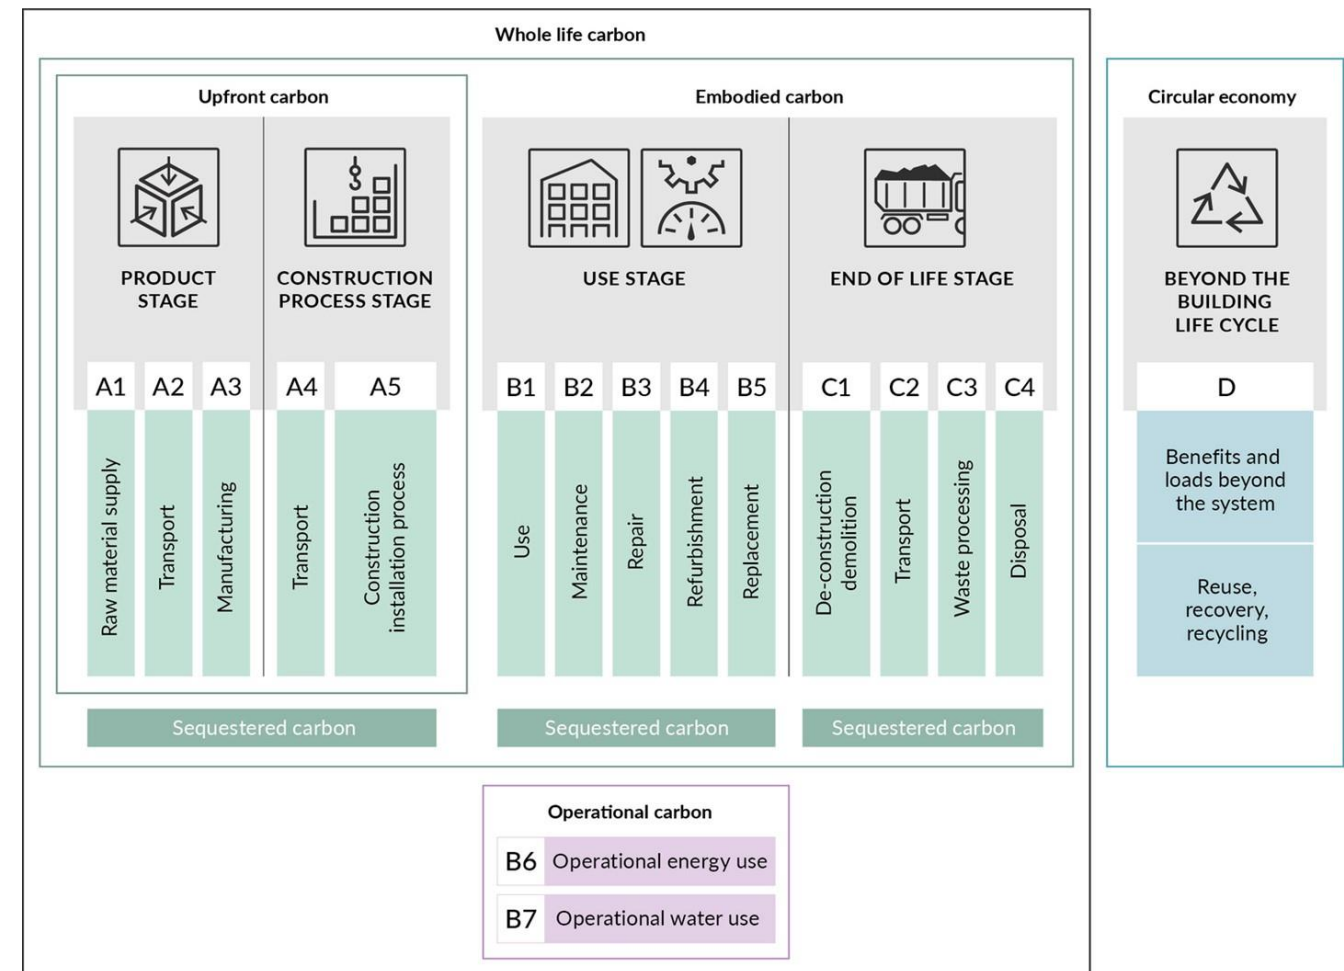 Whole life carbon
Upfront carbon
Embodied carbon
Circular economy
PRODUCT
STAGE
CONSTRUCTION
PROCESS STAGE
USE STAGE
END OF LIFE STAGE
BEYOND THE
BUILDING
LIFE CYCLE
A1
A2
A3
A4
A5
B1
B2
B3
B4
B5
C1
C2
C3
C4
D
Raw material supply
Transport
Manufacturing
Transport
Construction
installation process
Use
Maintenance
Repair
Refurbishment
Replacement
De-construction
demolition
Transport
Waste processing
Disposal
Benefits and
loads beyond
the system
Reuse,
recovery,
recycling
Sequestered carbon
Sequestered carbon
Sequestered carbon
Operational carbon
B6 Operational energy use
B7 Operational water use